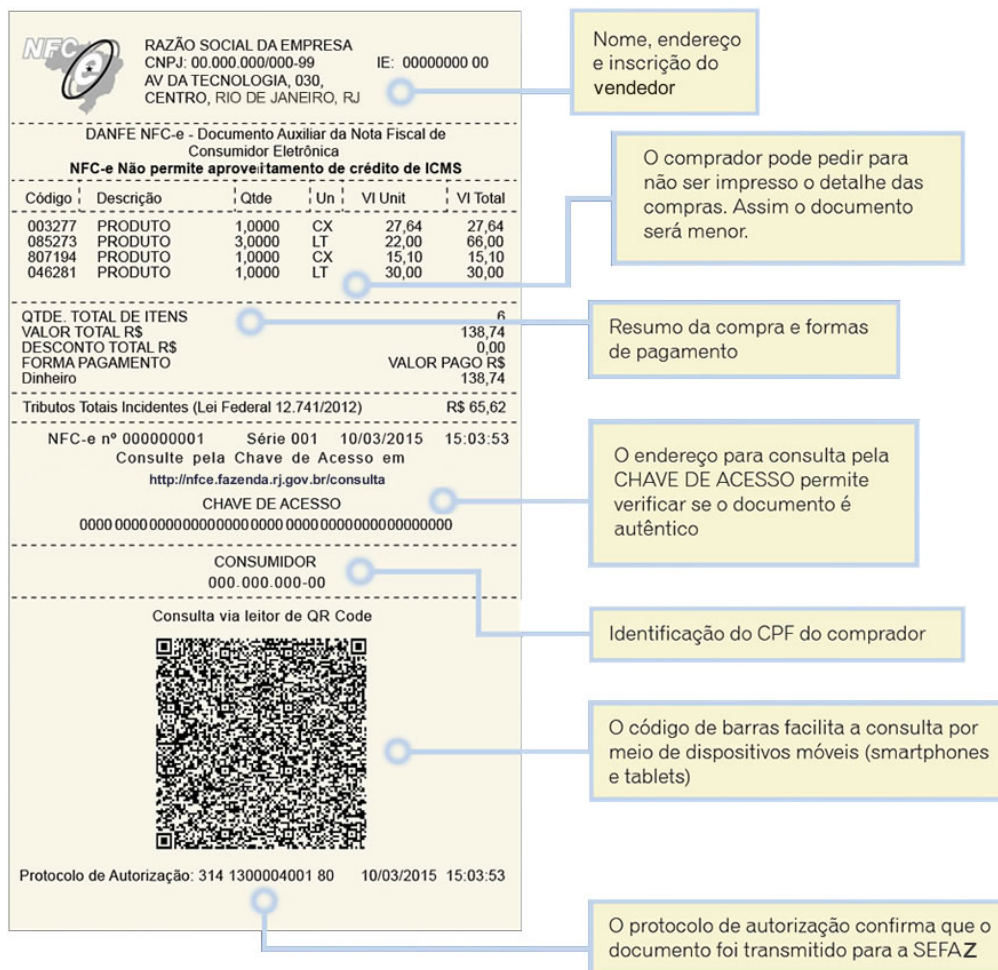 NFC e
RAZÃO SOCIAL DA EMPRESA
CNPJ: 00.000.000/000-99 IE: 00000000 00
AV DA TECNOLOGIA, 030,
CENTRO, RIO DE JANEIRO, RJ
Nome, endereço
e inscrição do
vendedor
DANFE NFC-e - Documento Auxiliar da Nota Fiscal de
Consumidor Eletrônica
NFC-e Não permite aproveitamento de crédito de ICMS
O comprador pode pedir para
não ser impresso o detalhe das
compras. Assim o documento
será menor.
Código Descrição Qtde Un Vl Unit Vl Total
003277 PRODUTO 1,0000 CX 27,64 27,64
085273 PRODUTO 3,0000 LT 22,00 66,00
807194 PRODUTO 1,0000 CX 15,10 15,10
046281 PRODUTO 1,0000 LT 30,00 30,00
QTDE. TOTAL DE ITENS 6
VALOR TOTAL R$ 138,74
DESCONTO TOTAL R$ 0,00
FORMA PAGAMENTO VALOR PAGO R$
Dinheiro 138,74
Resumo da compra e formas
de pagamento
Tributos Totais Incidentes (Lei Federal 12.741/2012) R$ 65,62
NFC-e nº 000000001 Série 001 10/03/2015 15:03:53
Consulte pela Chave de Acesso em
http://nfce.fazenda.rj.gov.br/consulta
CHAVE DE ACESSO
0000 0000 0000 0000 0000 0000 0000 0000 0000 0000 0000
O endereço para consulta pela
CHAVE DE ACESSO permite
verificar se o documento é
autêntico
CONSUMIDOR
000.000.000-00
Identificação do CPF do comprador
Consulta via leitor de QR Code
O código de barras facilita a consulta por
meio de dispositivos móveis (smartphones
e tablets)
Protocolo de Autorização: 314 1300004001 80 10/03/2015 15:03:53
O protocolo de autorização confirma que o
documento foi transmitido para a SEFAZ